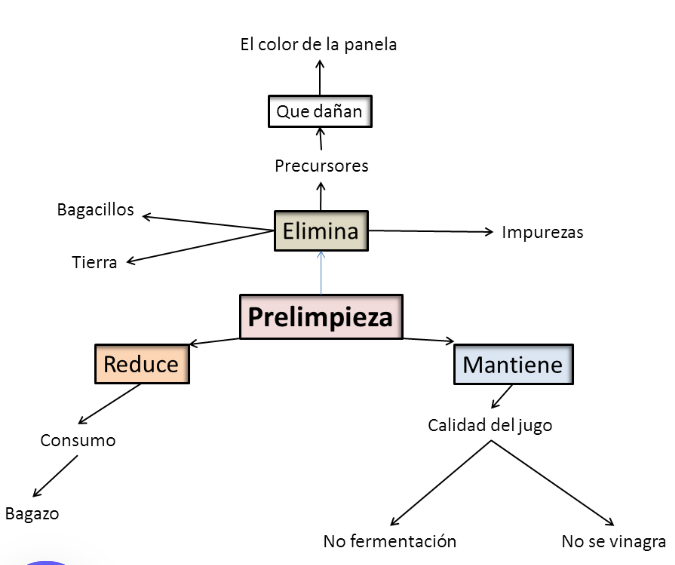 El color de la panela
Que dañan
Precursores
Bagacillos
Elimina
Impurezas
Tierra
Prelimpieza
Reduce
Mantiene
Consumo
Calidad del jugo
Bagazo
No fermentación
No se vinagra